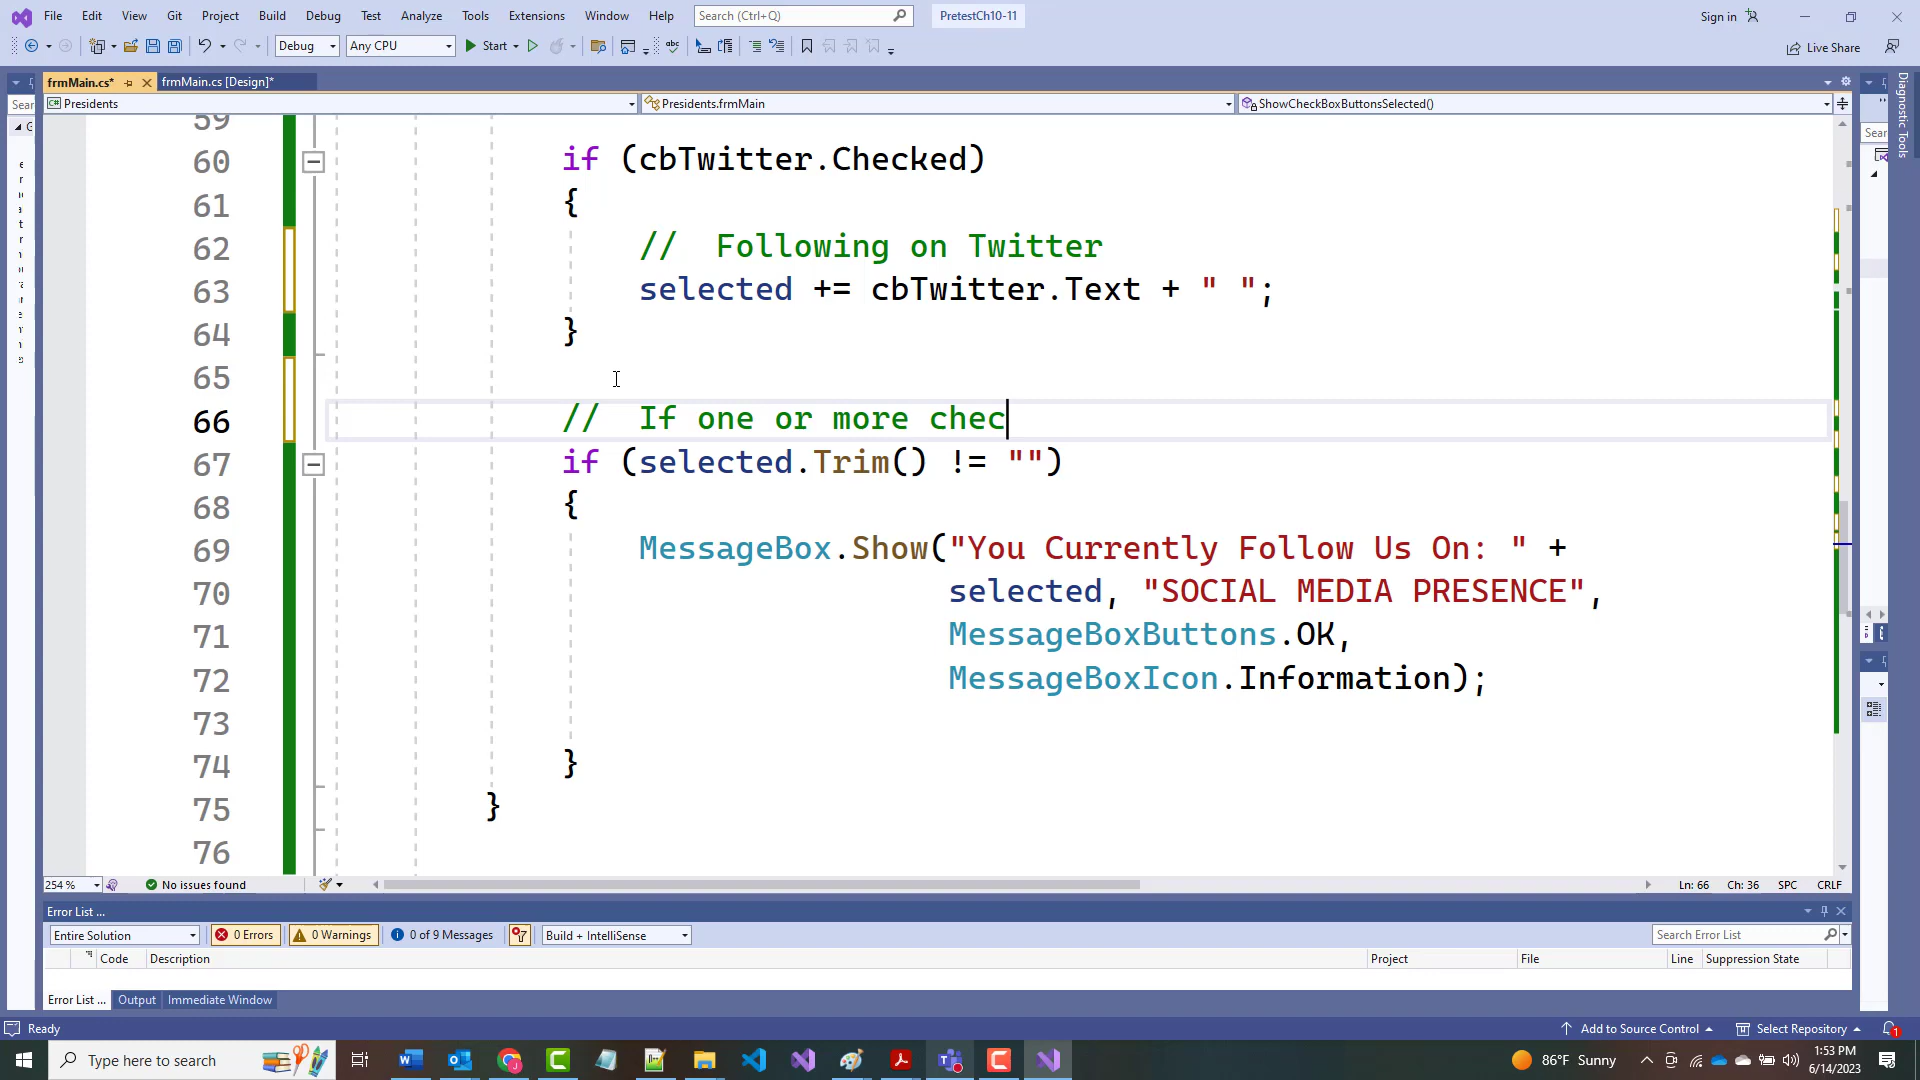 File Edit View Git Project Build Debug Test Analyze Tools Extensions Window Help Search (Ctrl+Q) PretestCh10-11 Sign in
Debug Any CPU Start Live Share
frmMain.cs* frmMain.cs [Design]*
Presidents Presidents.frmMain ShowCheckBoxButtonsSelected()
Diagnostic Tools
59
60 if (cbTwitter.Checked)
61 {
62 //  Following on Twitter
63 selected += cbTwitter.Text + " ";
64 }
65
66 //  If one or more chec
67 if (selected.Trim() != "")
68 {
69 MessageBox.Show("You Currently Follow Us On: " +
70 selected, "SOCIAL MEDIA PRESENCE",
71 MessageBoxButtons.OK,
72 MessageBoxIcon.Information);
73
74 }
75 }
76
254 % No issues found Ln: 66 Ch: 36 SPC CRLF
Error List ...
Entire Solution 0 Errors 0 Warnings 0 of 9 Messages Build + IntelliSense Search Error List
Code Description Project File Line Suppression State
Error List ... Output Immediate Window
Ready Add to Source Control Select Repository 1
Type here to search 86°F Sunny 1:53 PM
6/14/2023